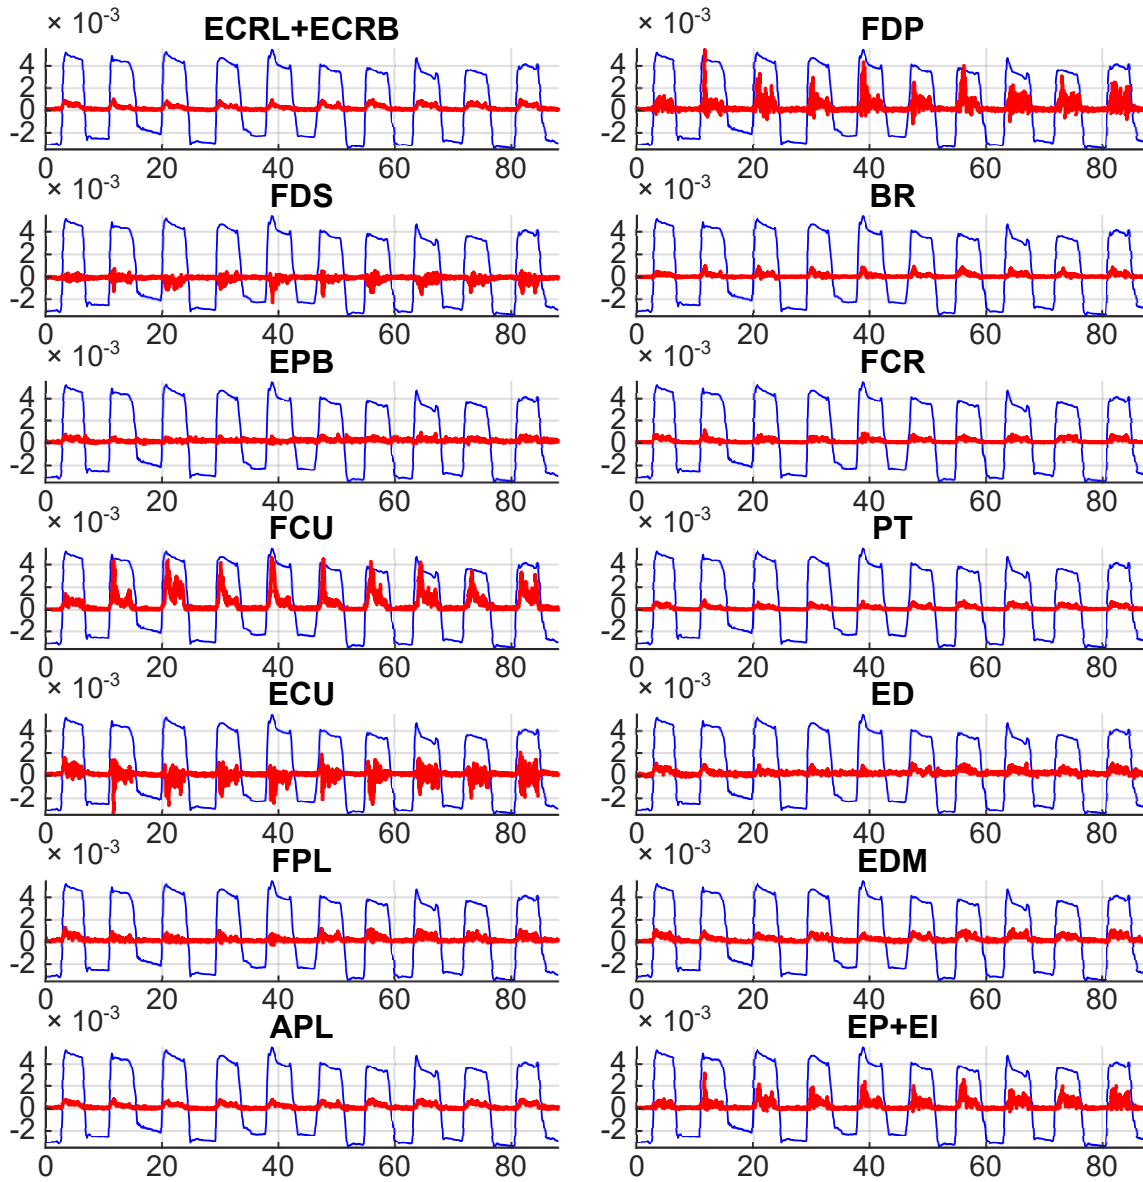 × 10-3 ECRL+ECRB × 10-3 FDP
4 4
2 2
0 0
-2 -2
0 20 40 60 80 0 20 40 60 80
× 10-3 FDS × 10-3 BR
4 4
2 2
0 0
-2 -2
0 20 40 60 80 0 20 40 60 80
× 10-3 EPB × 10-3 FCR
4 4
2 2
0 0
-2 -2
0 20 40 60 80 0 20 40 60 80
× 10-3 FCU × 10-3 PT
4 4
2 2
0 0
-2 -2
0 20 40 60 80 0 20 40 60 80
× 10-3 ECU × 10-3 ED
4 4
2 2
0 0
-2 -2
0 20 40 60 80 0 20 40 60 80
× 10-3 FPL × 10-3 EDM
4 4
2 2
0 0
-2 -2
0 20 40 60 80 0 20 40 60 80
× 10-3 APL × 10-3 EP+EI
4 4
2 2
0 0
-2 -2
0 20 40 60 80 0 20 40 60 80